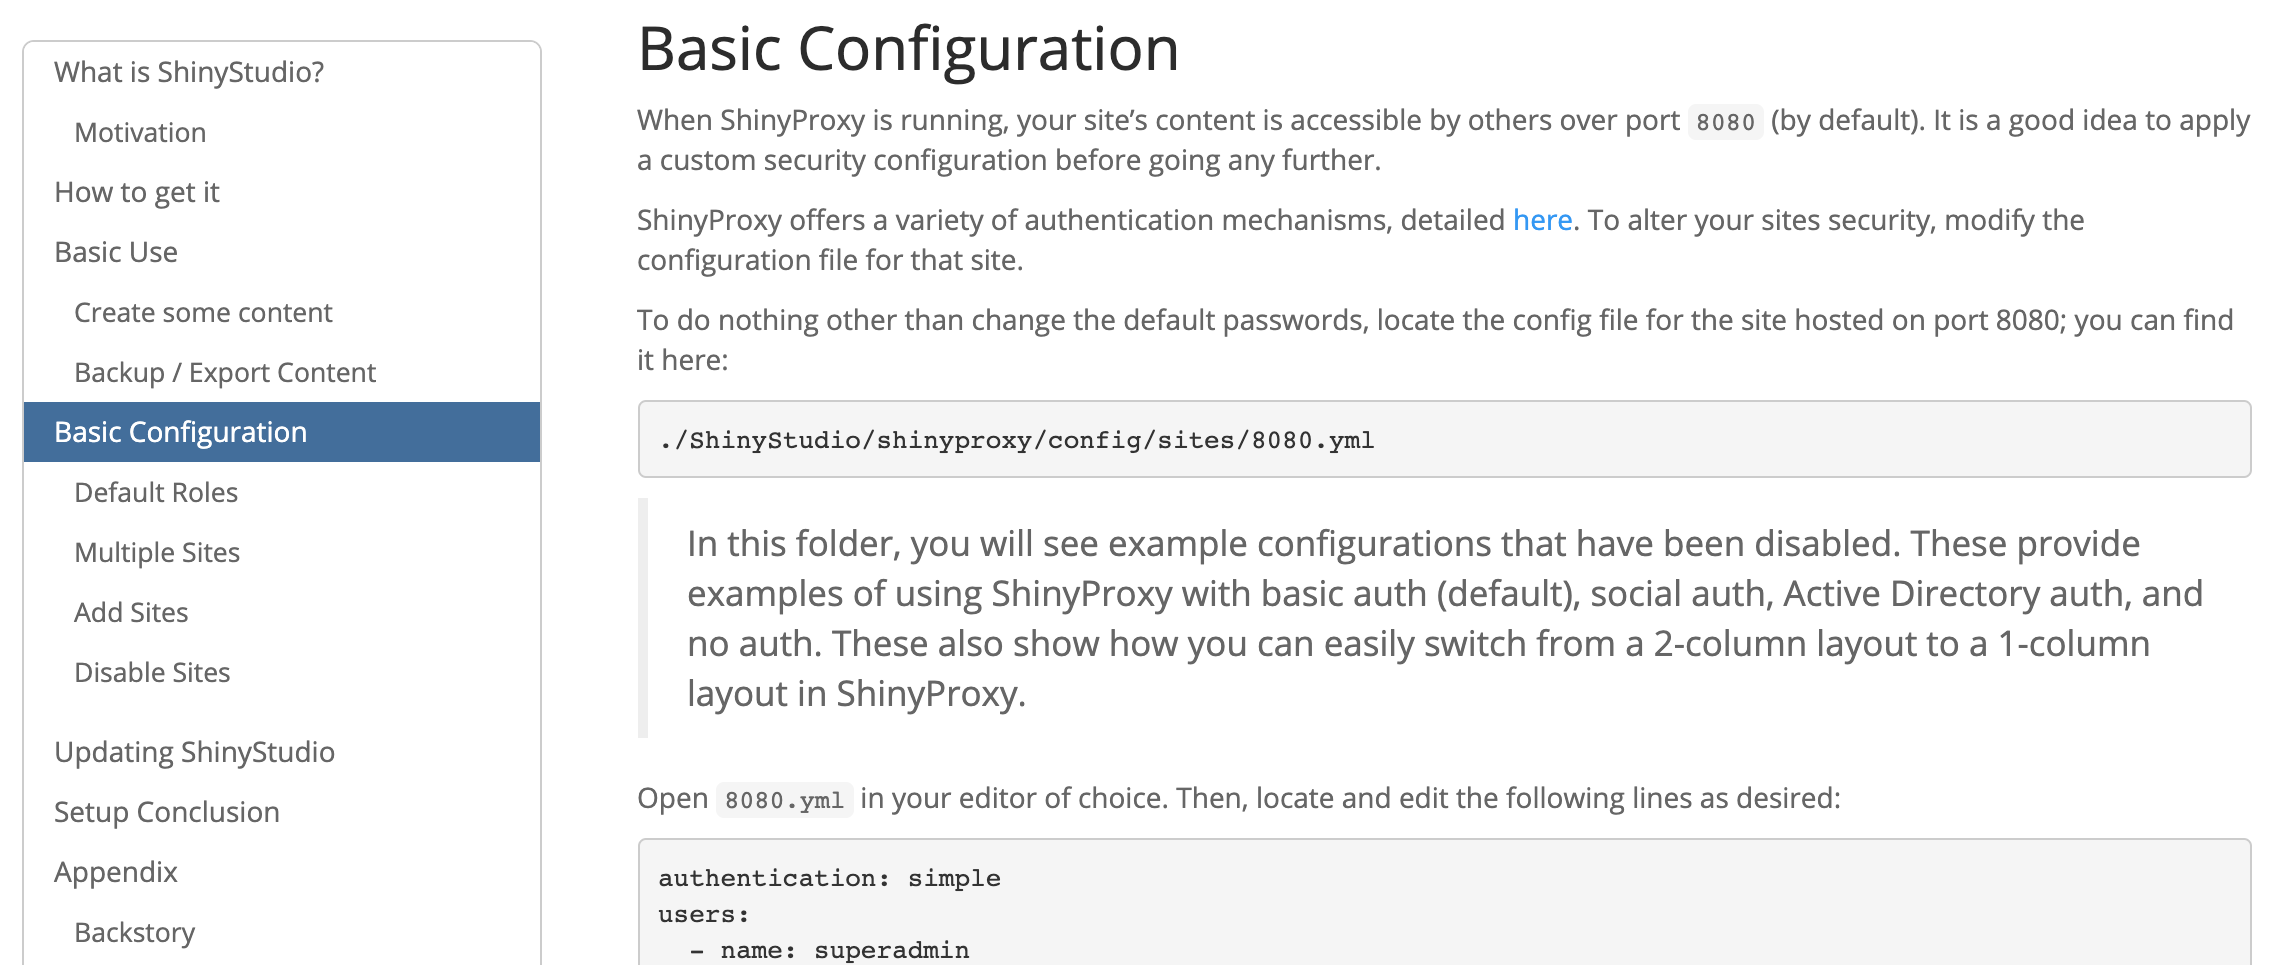 What is ShinyStudio?
Motivation
How to get it
Basic Use
Create some content
Backup / Export Content
Basic Configuration
Default Roles
Multiple Sites
Add Sites
Disable Sites
Updating ShinyStudio
Setup Conclusion
Appendix
Backstory
Basic Configuration
When ShinyProxy is running, your site’s content is accessible by others over port 8080 (by default). It is a good idea to apply
a custom security configuration before going any further.
ShinyProxy offers a variety of authentication mechanisms, detailed here. To alter your sites security, modify the
configuration file for that site.
To do nothing other than change the default passwords, locate the config file for the site hosted on port 8080; you can find
it here:
./ShinyStudio/shinyproxy/config/sites/8080.yml
In this folder, you will see example configurations that have been disabled. These provide
examples of using ShinyProxy with basic auth (default), social auth, Active Directory auth, and
no auth. These also show how you can easily switch from a 2-column layout to a 1-column
layout in ShinyProxy.
Open 8080.yml in your editor of choice. Then, locate and edit the following lines as desired:
authentication: simple
users:
  - name: superadmin